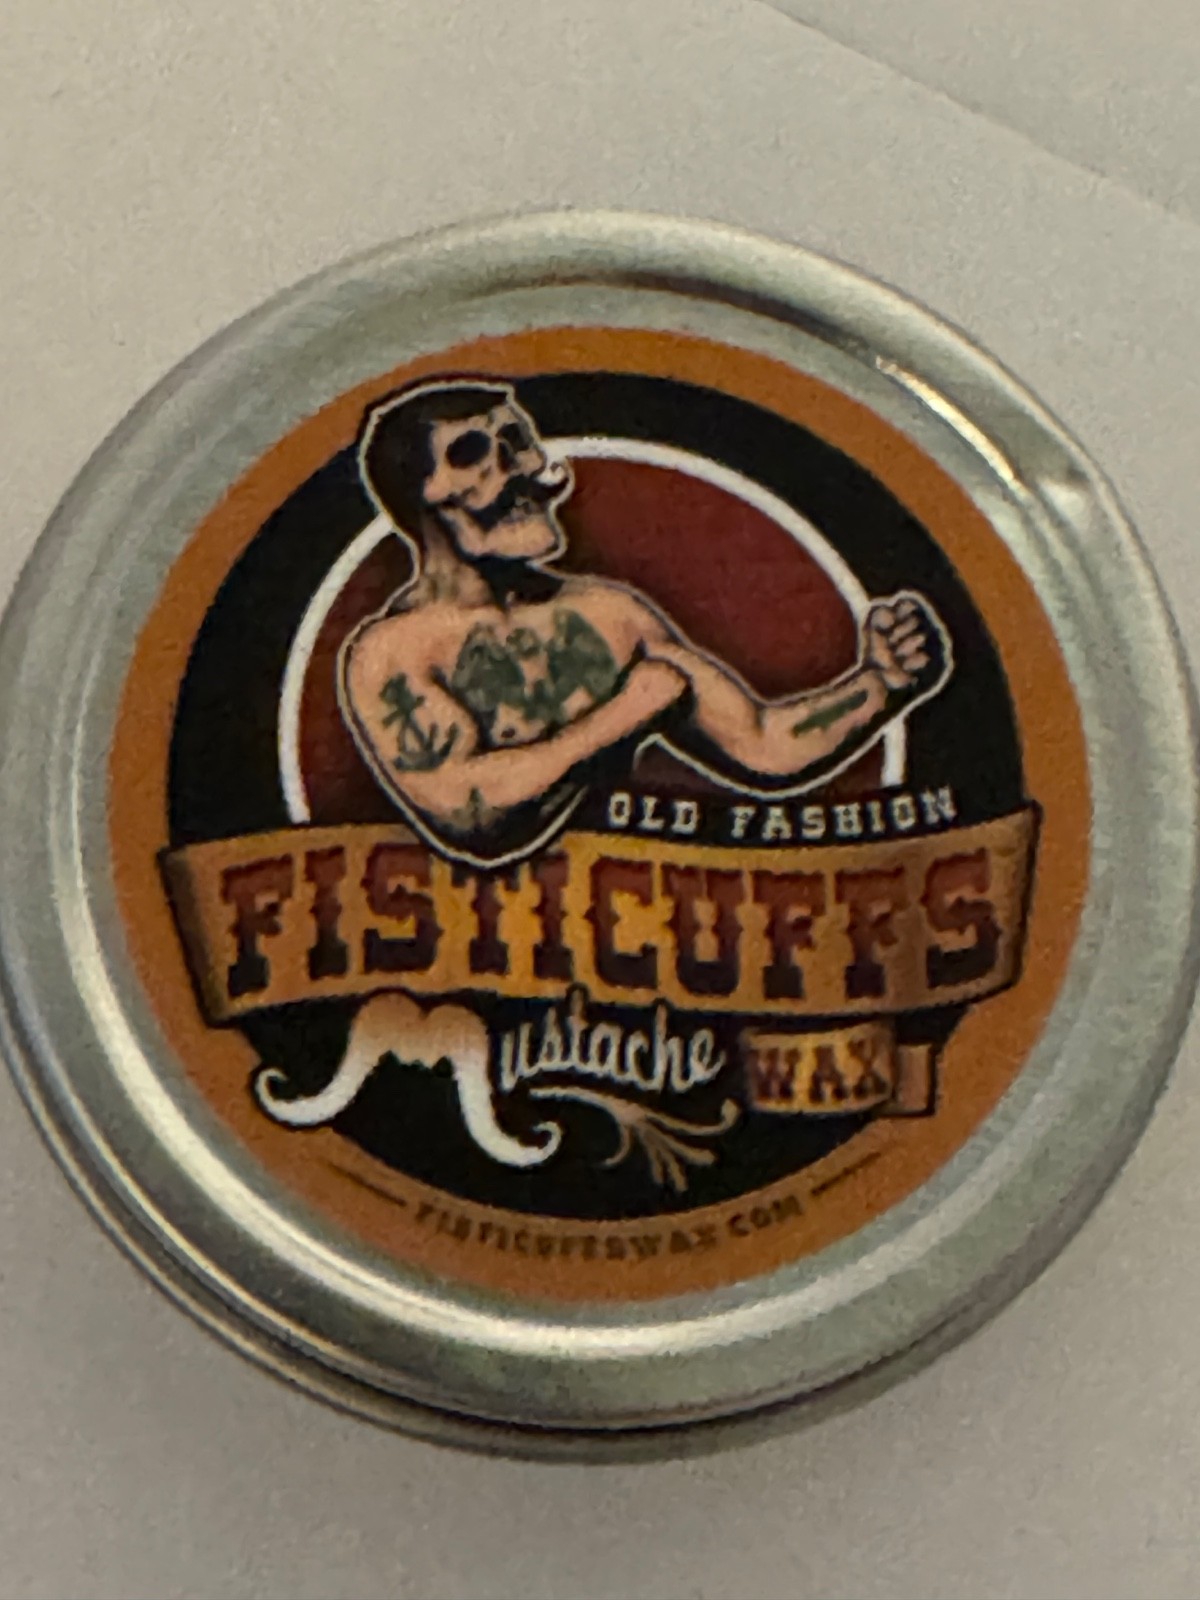 OLD FASHION
FISTICUFFS
Mustache WAX
FISTICUFFSWAX.COM